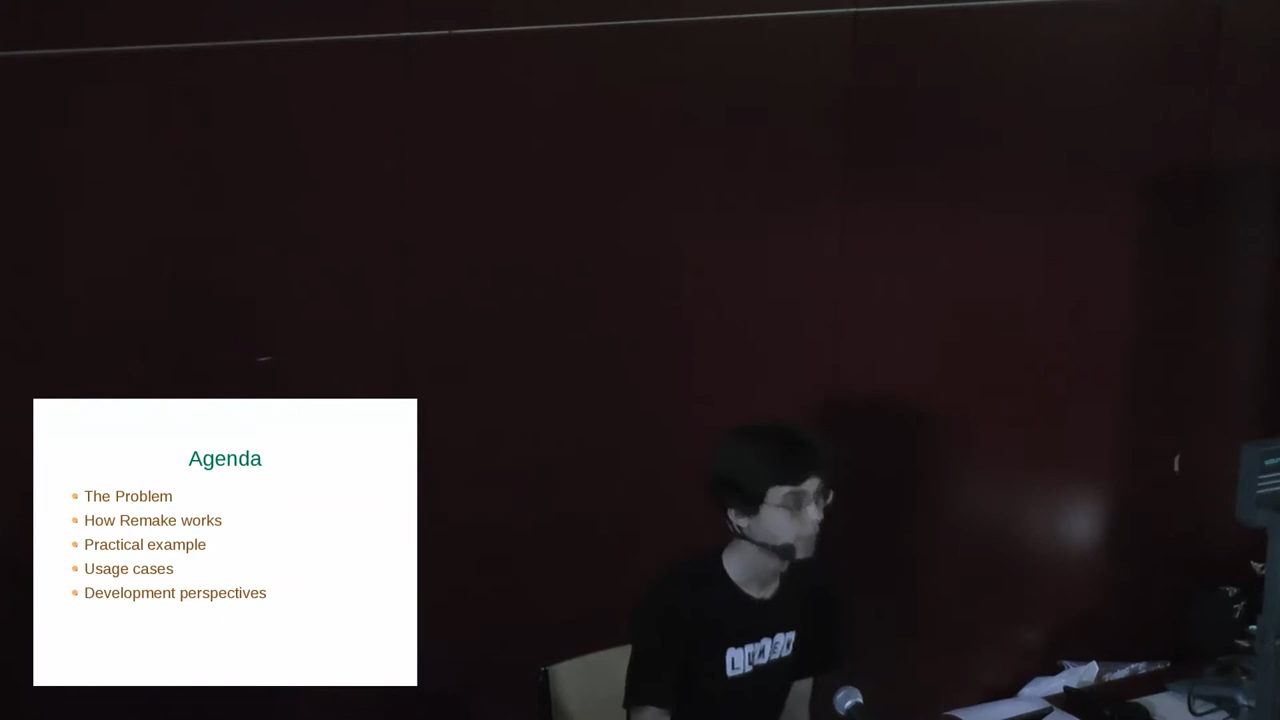 Agenda
The Problem
How Remake works
Practical example
Usage cases
Development perspectives